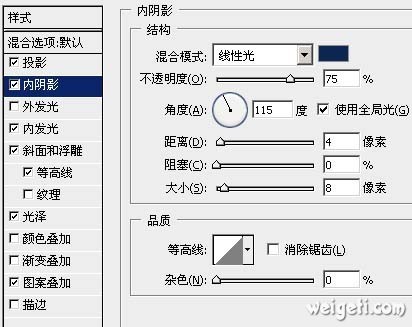 样式
混合选项:默认
投影
内阴影
外发光
内发光
斜面和浮雕
等高线
纹理
光泽
颜色叠加
渐变叠加
图案叠加
描边
内阴影
结构
混合模式: 线性光
不透明度(O): 75 %
角度(A): 115 度 使用全局光(G)
距离(D): 4 像素
阻塞(C): 0 %
大小(S): 8 像素
品质
等高线: 消除锯齿(L)
杂色(N): 0 %
weigeti.com